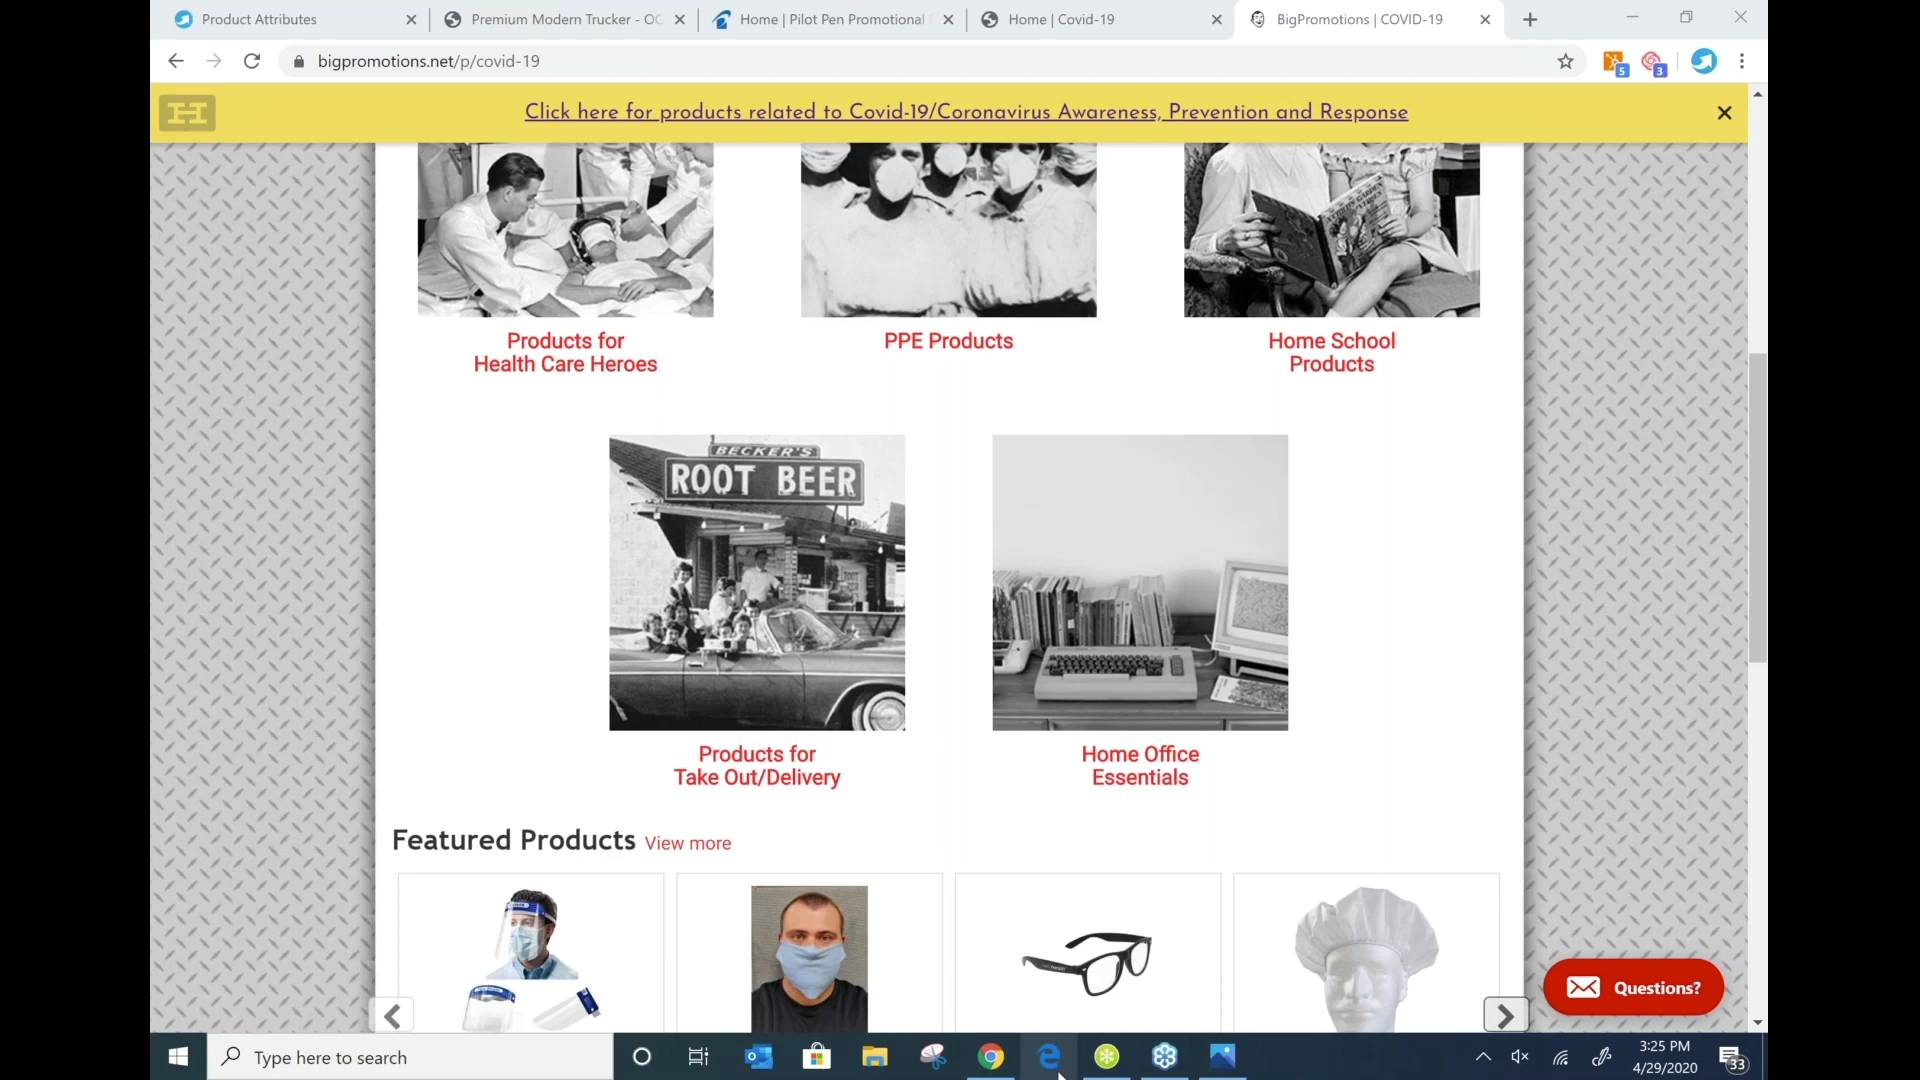 Product Attributes
Premium Modern Trucker - OC
Home | Pilot Pen Promotional
Home | Covid-19
BigPromotions | COVID-19
bigpromotions.net/p/covid-19
5
3
H
Click here for products related to Covid-19/Coronavirus Awareness, Prevention and Response
Products for
Health Care Heroes
PPE Products
Home School
Products
BECKER'S
ROOT BEER
Products for
Take Out/Delivery
Home Office
Essentials
Featured Products View more
Questions?
Type here to search
3:25 PM
4/29/2020
33